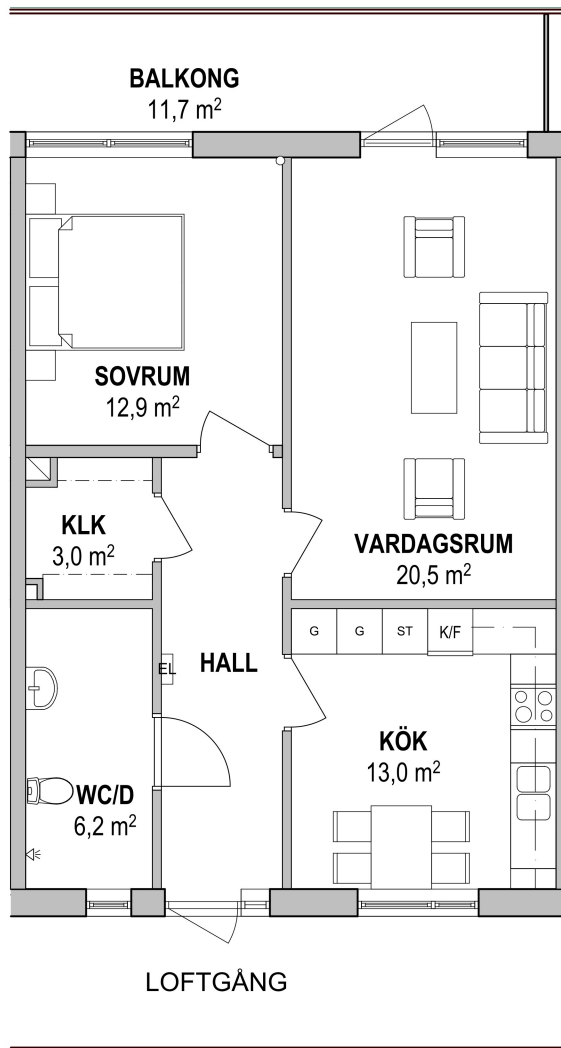 BALKONG
11,7 m²
SOVRUM
12,9 m²
KLK
3,0 m²
VARDAGSRUM
20,5 m²
G G ST K/F
HALL
EL
KÖK
13,0 m²
WC/D
6,2 m²
LOFTGÅNG